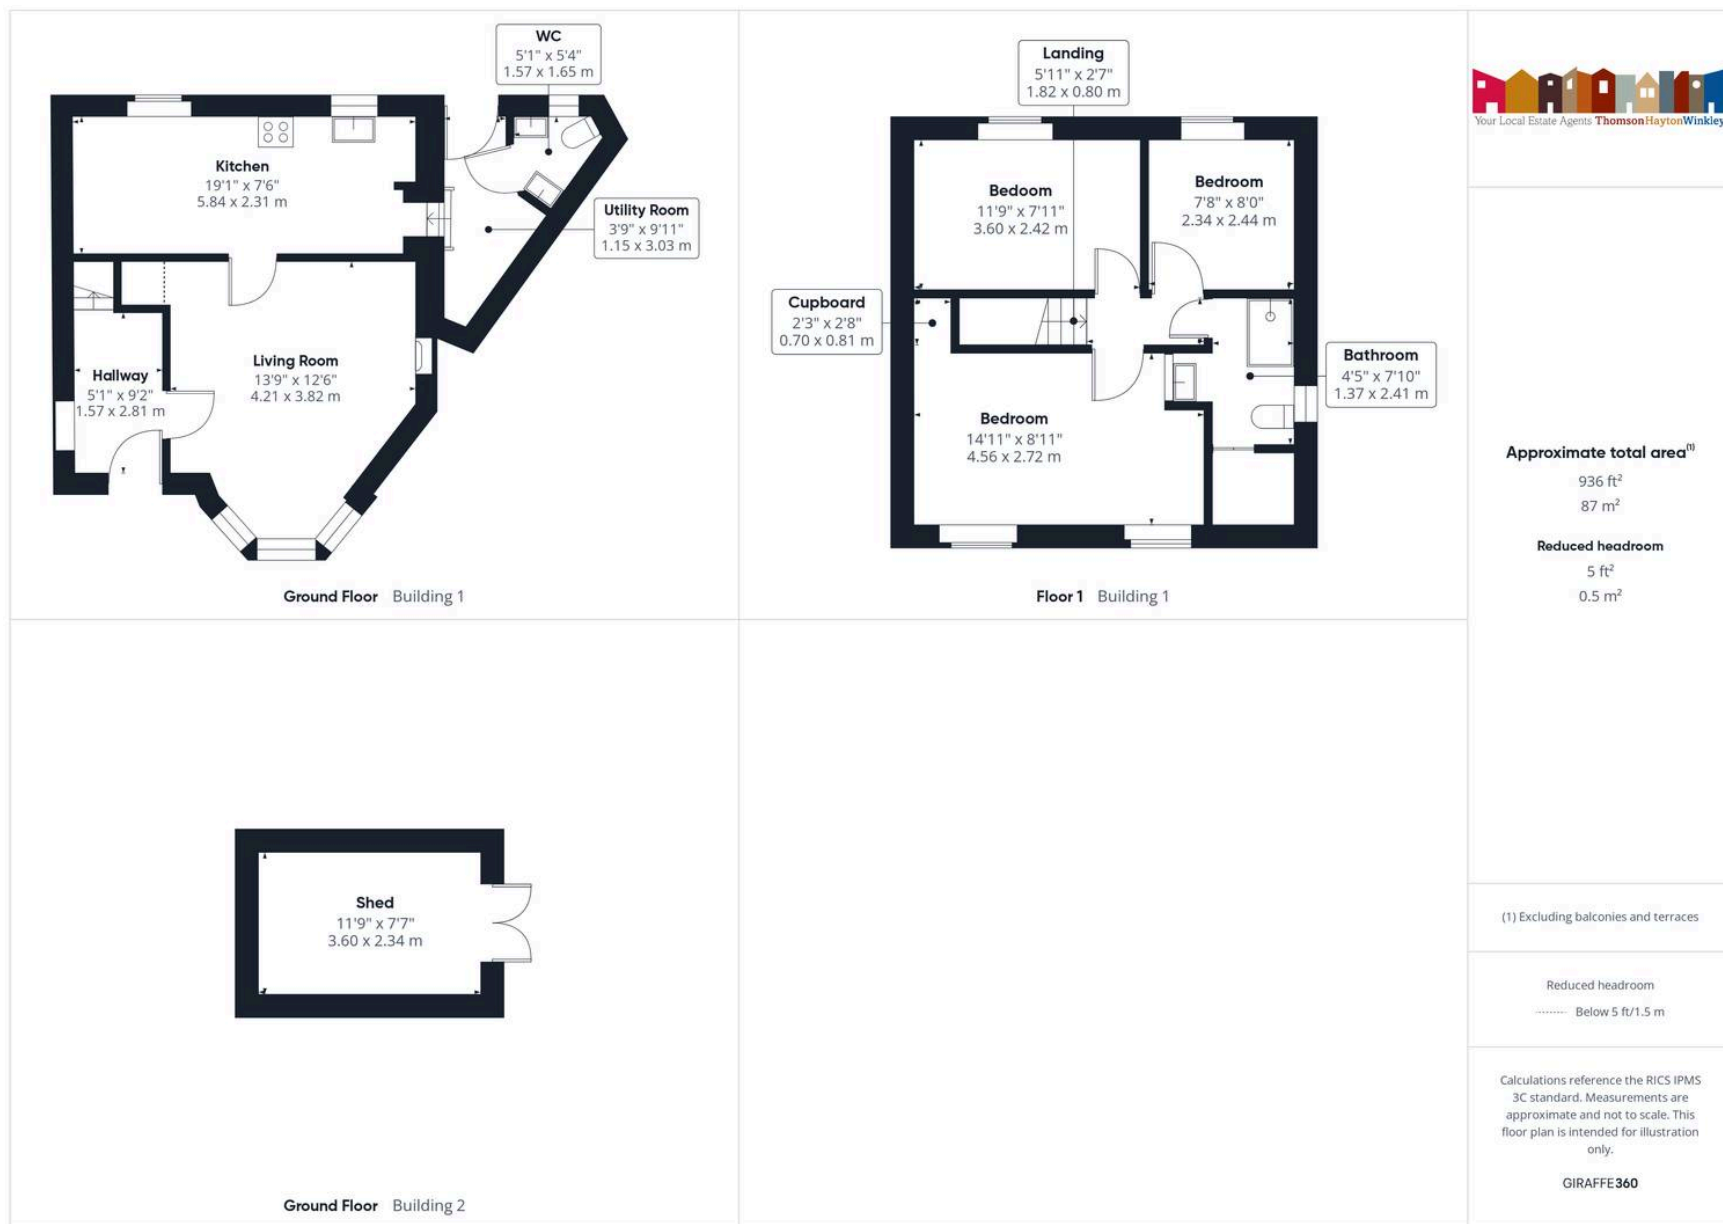 WC
5'1" x 5'4"
1.57 x 1.65 m
Kitchen
19'1" x 7'6"
5.84 x 2.31 m
Utility Room
3'9" x 9'11"
1.15 x 3.03 m
Living Room
13'9" x 12'6"
4.21 x 3.82 m
Hallway
5'1" x 9'2"
1.57 x 2.81 m
Ground Floor Building 1
Landing
5'11" x 2'7"
1.82 x 0.80 m
Bedoom
11'9" x 7'11"
3.60 x 2.42 m
Bedroom
7'8" x 8'0"
2.34 x 2.44 m
Cupboard
2'3" x 2'8"
0.70 x 0.81 m
Bathroom
4'5" x 7'10"
1.37 x 2.41 m
Bedroom
14'11" x 8'11"
4.56 x 2.72 m
Floor 1 Building 1
Shed
11'9" x 7'7"
3.60 x 2.34 m
Ground Floor Building 2
Your Local Estate Agents ThomsonHaytonWinkley
Approximate total area(1)
936 ft²
87 m²
Reduced headroom
5 ft²
0.5 m²
(1) Excluding balconies and terraces
Reduced headroom
Below 5 ft/1.5 m
Calculations reference the RICS IPMS
3C standard. Measurements are
approximate and not to scale. This
floor plan is intended for illustration
only.
GIRAFFE360